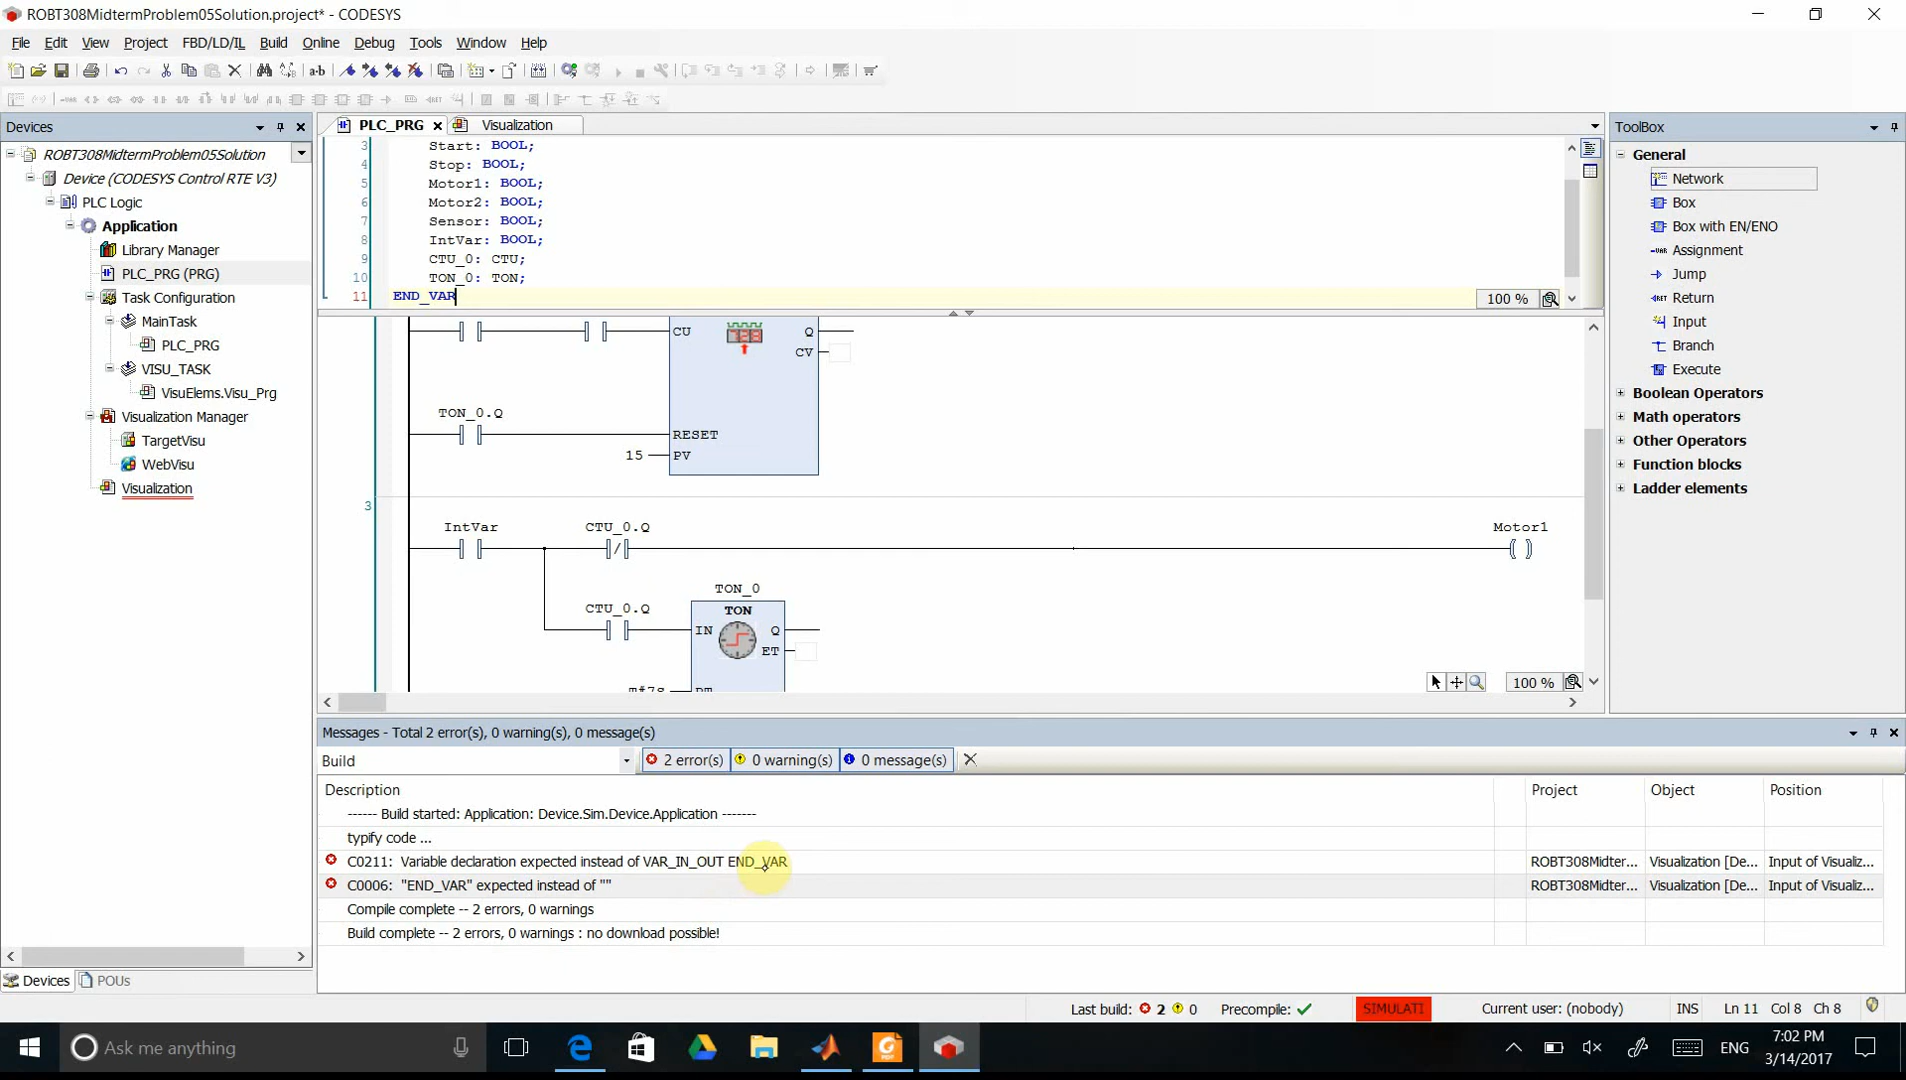 ROBT308MidtermProblem05Solution.project* - CODESYS
File Edit View Project FBD/LD/IL Build Online Debug Tools Window Help
Devices
ROBT308MidtermProblem05Solution
Device (CODESYS Control RTE V3)
PLC Logic
Application
Library Manager
PLC_PRG (PRG)
Task Configuration
MainTask
PLC_PRG
VISU_TASK
VisuElems.Visu_Prg
Visualization Manager
TargetVisu
WebVisu
Visualization
Devices POUs
PLC_PRG Visualization
3 Start: BOOL;
4 Stop: BOOL;
5 Motor1: BOOL;
6 Motor2: BOOL;
7 Sensor: BOOL;
8 IntVar: BOOL;
9 CTU_0: CTU;
10 TON_0: TON;
11 END_VAR
100 %
CU Q
CV
TON_0.Q
RESET
15 PV
3
IntVar CTU_0.Q Motor1
TON_0
CTU_0.Q TON
IN Q
ET
T#7s PT
100 %
ToolBox
General
Network
Box
Box with EN/ENO
Assignment
Jump
Return
Input
Branch
Execute
Boolean Operators
Math operators
Other Operators
Function blocks
Ladder elements
Messages - Total 2 error(s), 0 warning(s), 0 message(s)
Build 2 error(s) 0 warning(s) 0 message(s)
Description Project Object Position
------ Build started: Application: Device.Sim.Device.Application -------
typify code ...
C0211: Variable declaration expected instead of VAR_IN_OUT END_VAR ROBT308Midter... Visualization [De... Input of Visualiz...
C0006: "END_VAR" expected instead of "" ROBT308Midter... Visualization [De... Input of Visualiz...
Compile complete -- 2 errors, 0 warnings
Build complete -- 2 errors, 0 warnings : no download possible!
Last build: 2 0 Precompile: SIMULATI Current user: (nobody) INS Ln 11 Col 8 Ch 8
Ask me anything
ENG
7:02 PM
3/14/2017